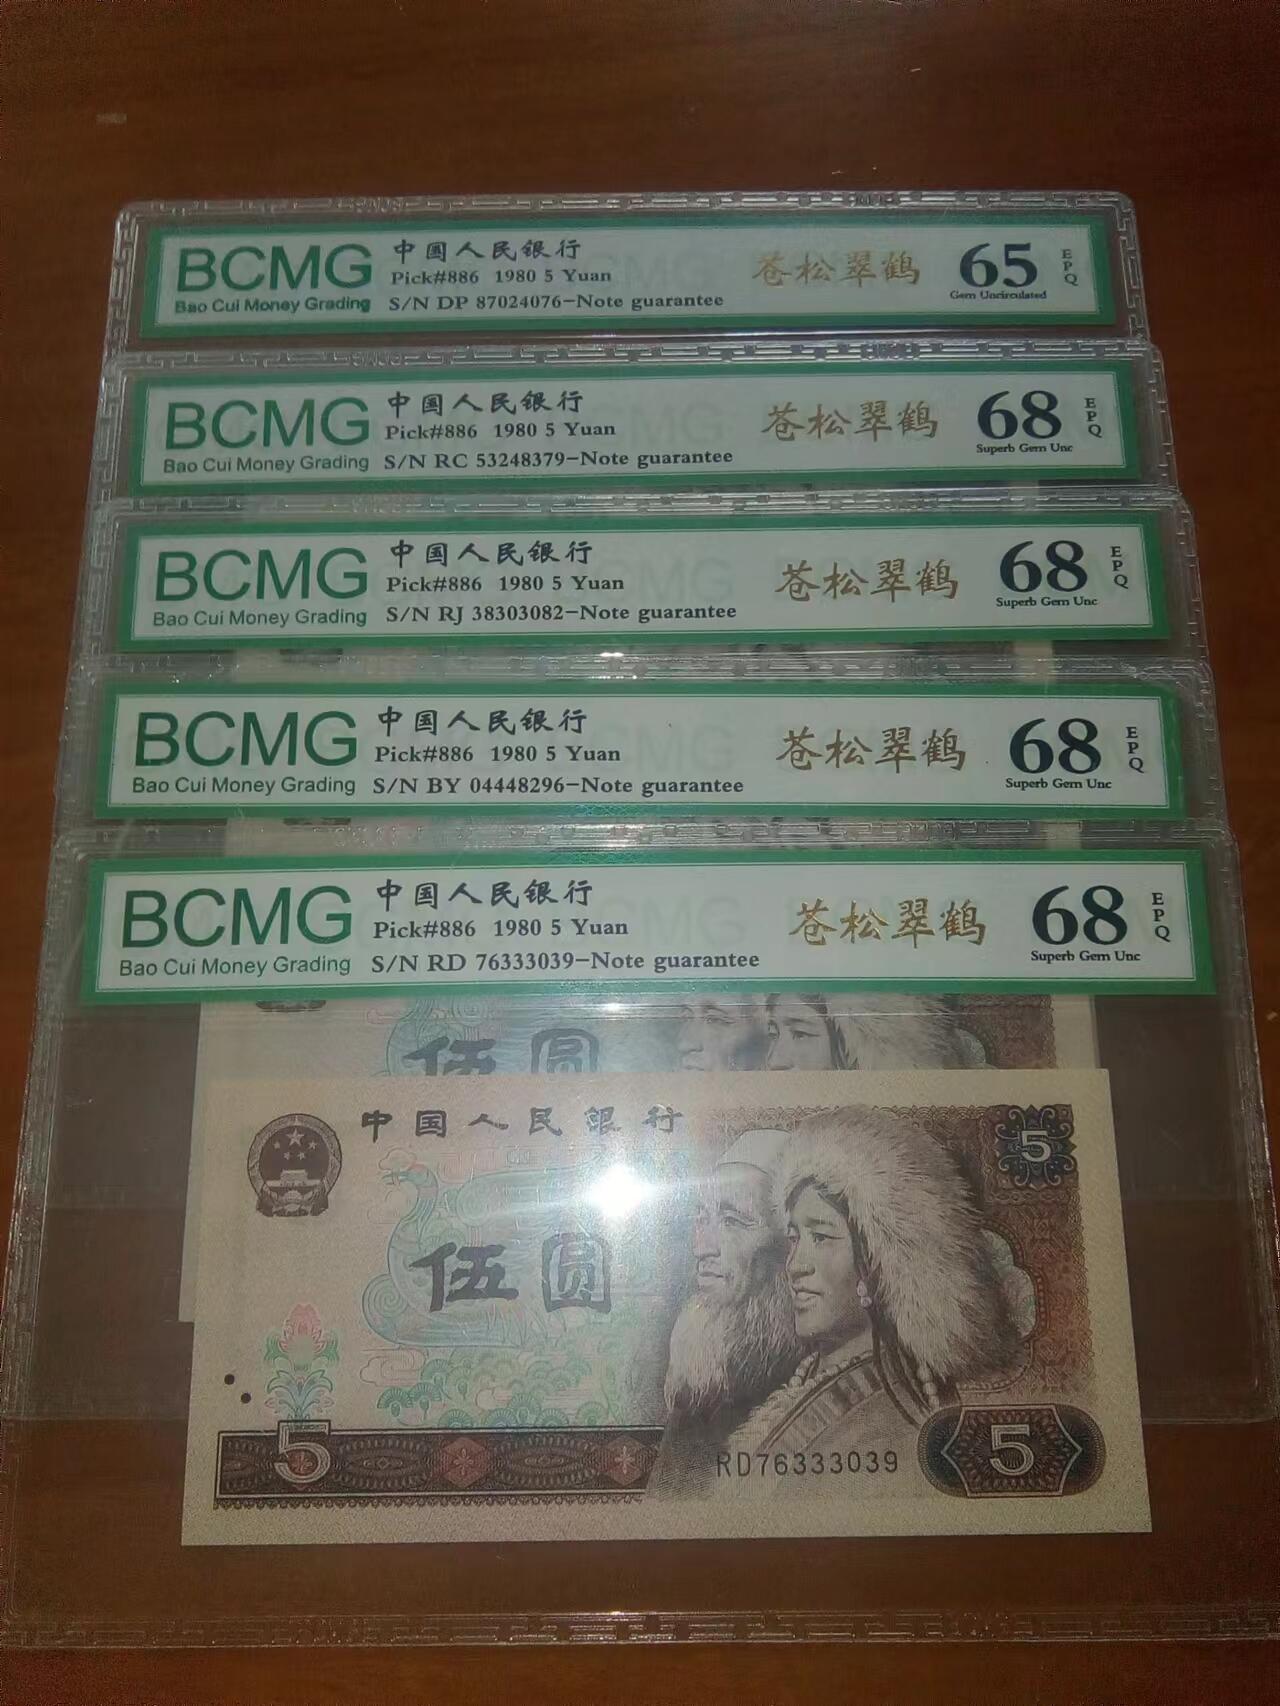 BCMG
Bao Cui Money Grading
中国人民银行
Pick#886 1980 5 Yuan
S/N DP 87024076-Note guarantee
苍松翠鹤
65
Gem Uncirculated
EPQ
BCMG
Bao Cui Money Grading
中国人民银行
Pick#886 1980 5 Yuan
S/N RC 53248379-Note guarantee
苍松翠鹤
68
Superb Gem Unc
EPQ
BCMG
Bao Cui Money Grading
中国人民银行
Pick#886 1980 5 Yuan
S/N RJ 38303082-Note guarantee
苍松翠鹤
68
Superb Gem Unc
EPQ
BCMG
Bao Cui Money Grading
中国人民银行
Pick#886 1980 5 Yuan
S/N BY 04448296-Note guarantee
苍松翠鹤
68
Superb Gem Unc
EPQ
BCMG
Bao Cui Money Grading
中国人民银行
Pick#886 1980 5 Yuan
S/N RD 76333039-Note guarantee
苍松翠鹤
68
Superb Gem Unc
EPQ
伍圆
中国人民银行
5
伍圆
5
RD76333039
5